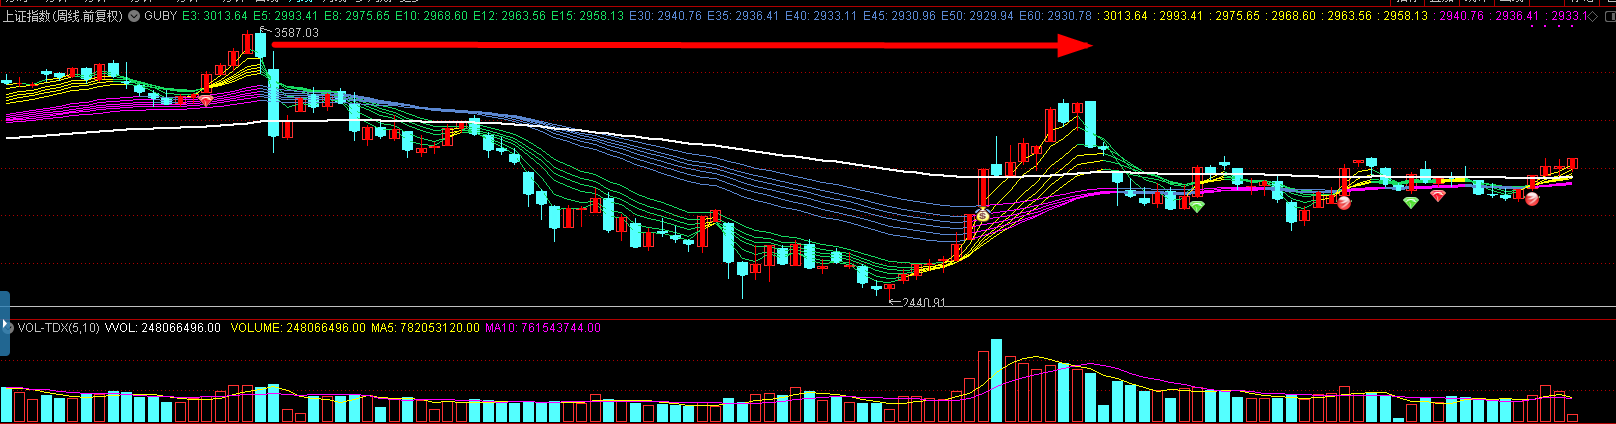 上证指数(周线.前复权) GUBY E3: 3013.64 E5: 2993.41 E8: 2975.65 E10: 2968.60 E12: 2963.56 E15: 2958.13 E30: 2940.76 E35: 2936.41 E40: 2933.11 E45: 2930.96 E50: 2929.94 E60: 2930.78 : 3013.64 : 2993.41 : 2975.65 : 2968.60 : 2963.56 : 2958.13 : 2940.76 : 2936.41 : 2933.1
3587.03
2440.91
VOL-TDX(5,10) VVOL: 248066496.00 VOLUME: 248066496.00 MA5: 782053120.00 MA10: 761543744.00